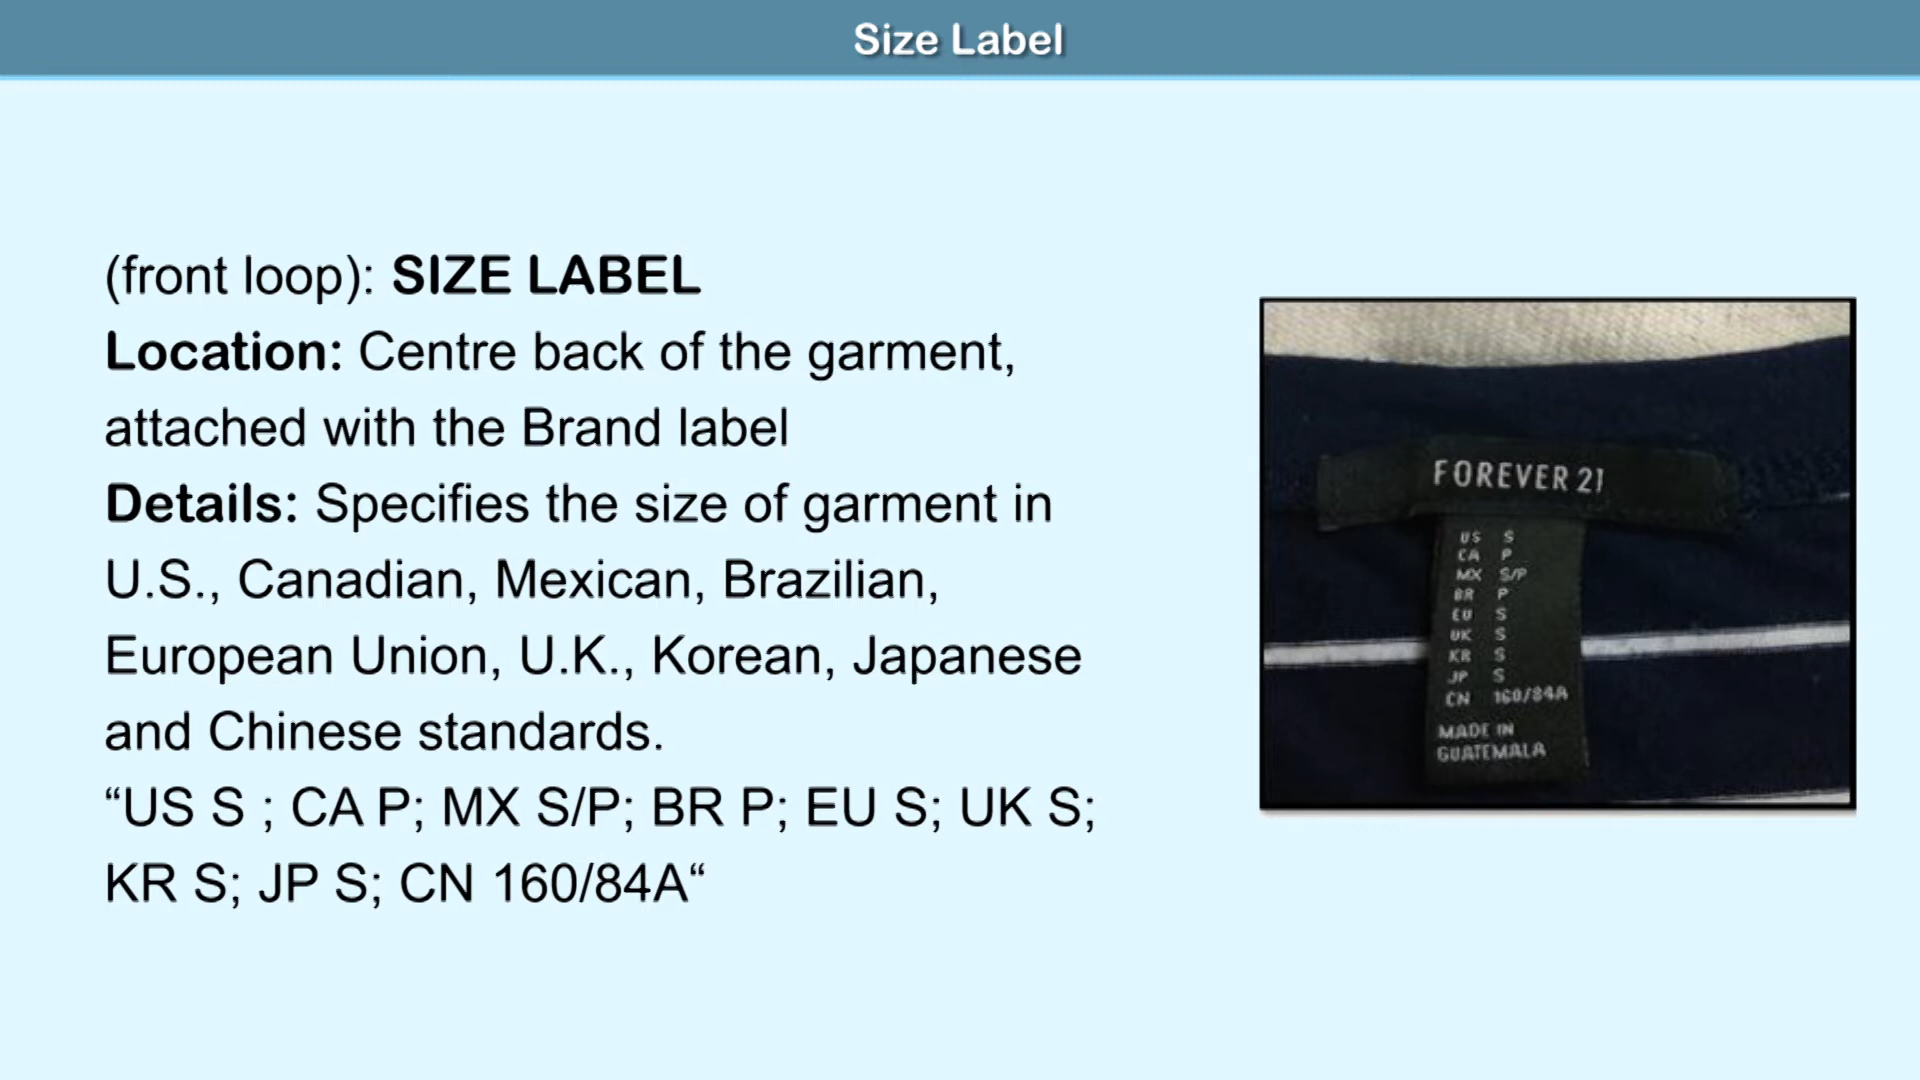 Size Label
(front loop): SIZE LABEL
Location: Centre back of the garment,
attached with the Brand label
Details: Specifies the size of garment in
U.S., Canadian, Mexican, Brazilian,
European Union, U.K., Korean, Japanese
and Chinese standards.
“US S ; CA P; MX S/P; BR P; EU S; UK S;
KR S; JP S; CN 160/84A“
FOREVER 21
US S
CA P
MX S/P
BR P
EU S
UK S
KR S
JP S
CN 160/84A
MADE IN
GUATEMALA